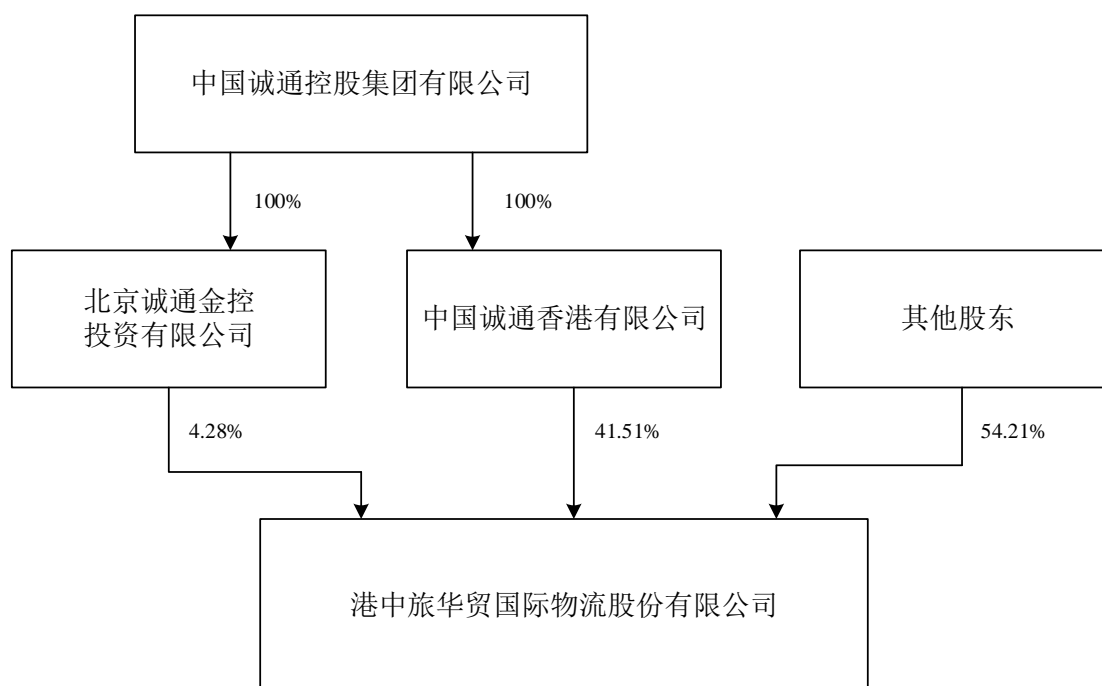 中国诚通控股集团有限公司
100%
100%
北京诚通金控
投资有限公司
中国诚通香港有限公司
其他股东
4.28%
41.51%
54.21%
港中旅华贸国际物流股份有限公司